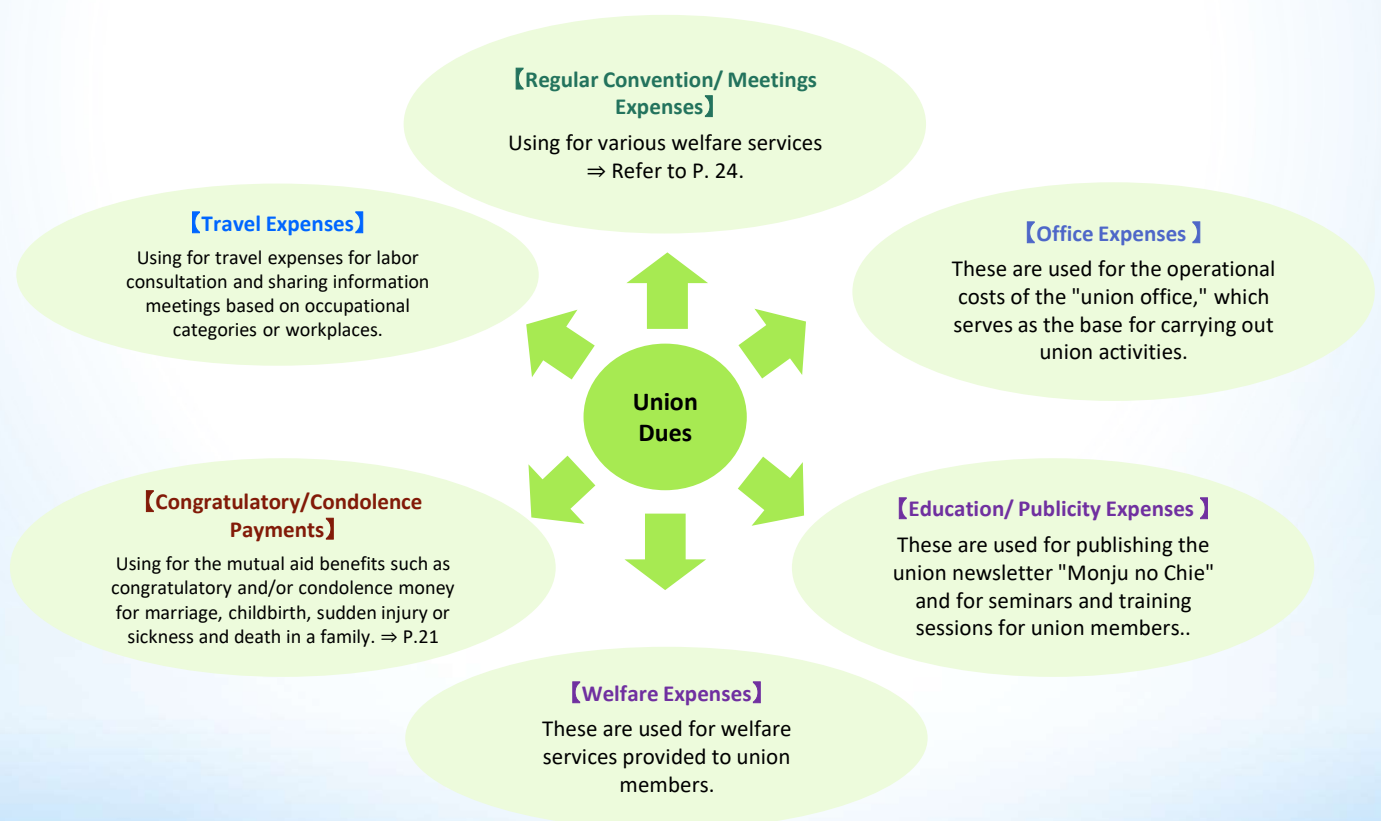 【Regular Convention/ Meetings
Expenses】
Using for various welfare services
⇒ Refer to P. 24.
【Travel Expenses】
Using for travel expenses for labor
consultation and sharing information
meetings based on occupational
categories or workplaces.
【Office Expenses 】
These are used for the operational
costs of the "union office," which
serves as the base for carrying out
union activities.
Union
Dues
【Congratulatory/Condolence
Payments】
Using for the mutual aid benefits such as
congratulatory and/or condolence money
for marriage, childbirth, sudden injury or
sickness and death in a family. ⇒ P.21
【Education/ Publicity Expenses 】
These are used for publishing the
union newsletter "Monju no Chie"
and for seminars and training
sessions for union members..
【Welfare Expenses】
These are used for welfare
services provided to union
members.